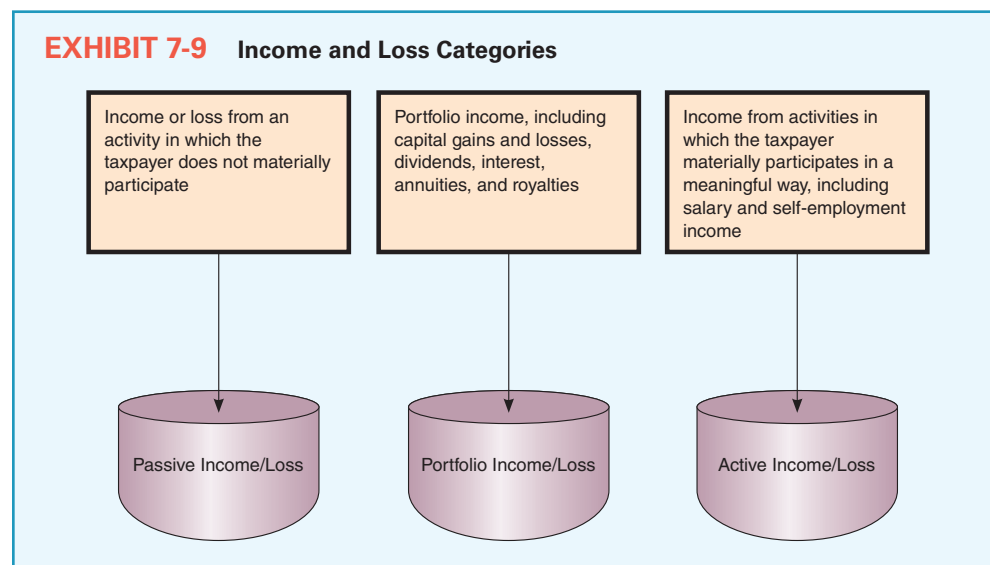 EXHIBIT 7-9 Income and Loss Categories
Income or loss from an
activity in which the
taxpayer does not materially
participate
Portfolio income, including
capital gains and losses,
dividends, interest,
annuities, and royalties
Income from activities in
which the taxpayer
materially participates in a
meaningful way, including
salary and self-employment
income
Passive Income/Loss
Portfolio Income/Loss
Active Income/Loss